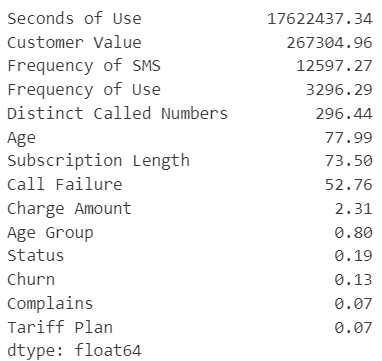 Seconds of Use 17622437.34
Customer Value 267304.96
Frequency of SMS 12597.27
Frequency of Use 3296.29
Distinct Called Numbers 296.44
Age 77.99
Subscription Length 73.50
Call Failure 52.76
Charge Amount 2.31
Age Group 0.80
Status 0.19
Churn 0.13
Complains 0.07
Tariff Plan 0.07
dtype: float64